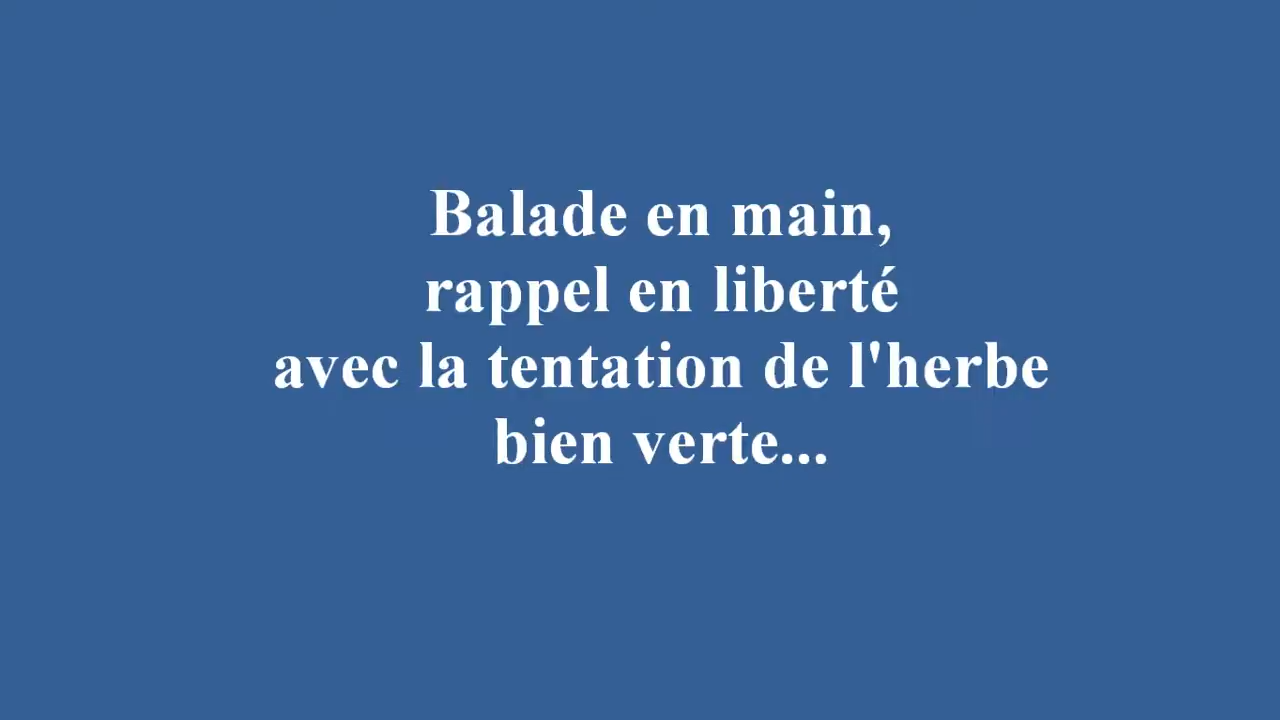 Balade en main,
rappel en liberté
avec la tentation de l'herbe
bien verte...